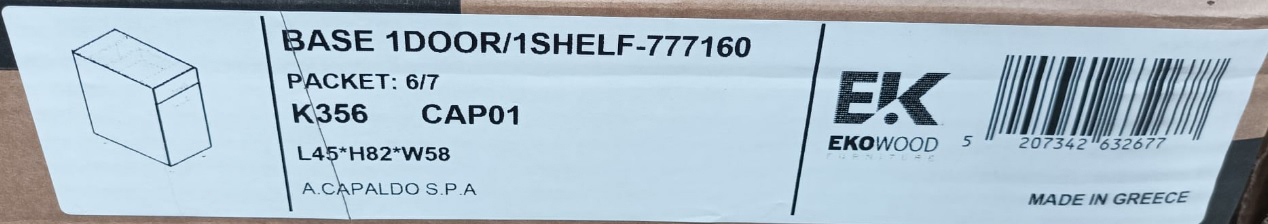 BASE 1DOOR/1SHELF-777160
PACKET: 6/7
K356 CAP01
L45*H82*W58
A.CAPALDO S.P.A
EK
EKOWOOD
FURNITURE
5 207342 632677
MADE IN GREECE